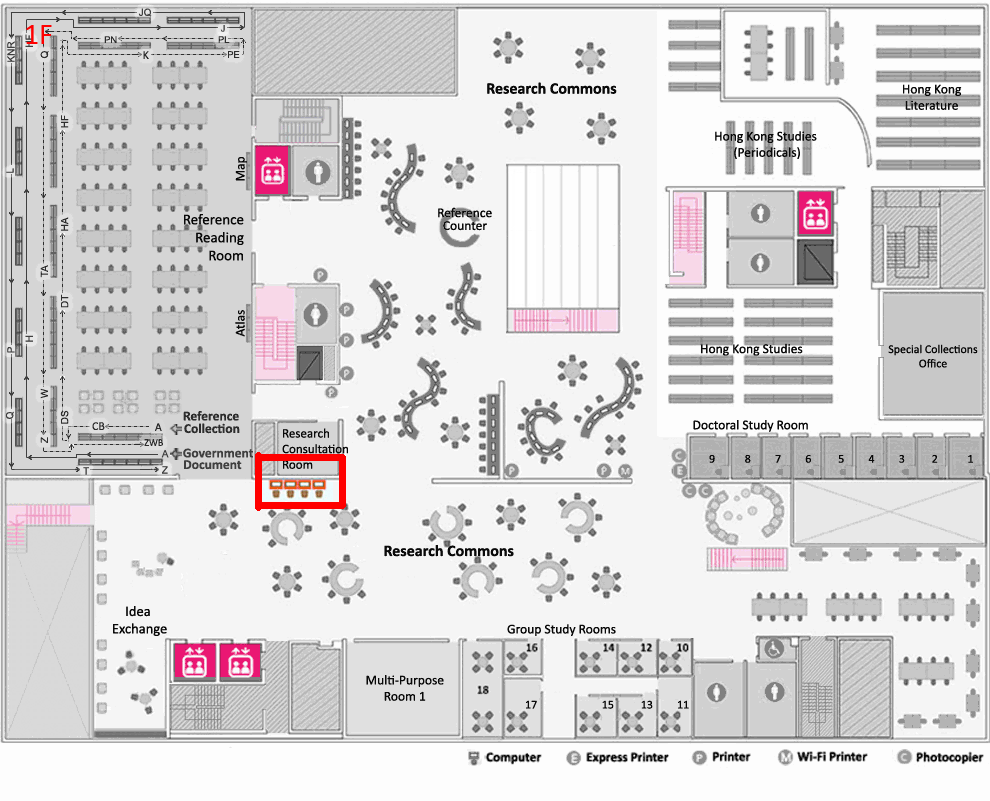 1F
JQ
J
PN
PL
K
PE
KNR
HE
Q
HF
L
Map
Research Commons
Hong Kong
Literature
Hong Kong Studies
(Periodicals)
Reference
Reading
Room
Reference
Counter
HA
TA
DT
P
H
Atlas
P
P
P
P
P
Hong Kong Studies
Special Collections
Office
W
Q
DS
Z
CB
A
ZWB
Reference
Collection
A
Government
Document
T
Z
Research
Consultation
Room
P
P
M
Doctoral Study Room
C
E
9
8
7
6
5
4
3
2
1
C
C
Research Commons
Idea
Exchange
Group Study Rooms
Multi-Purpose
Room 1
16
14
12
10
18
17
15
13
11
Computer
E Express Printer
P Printer
M Wi-Fi Printer
C Photocopier